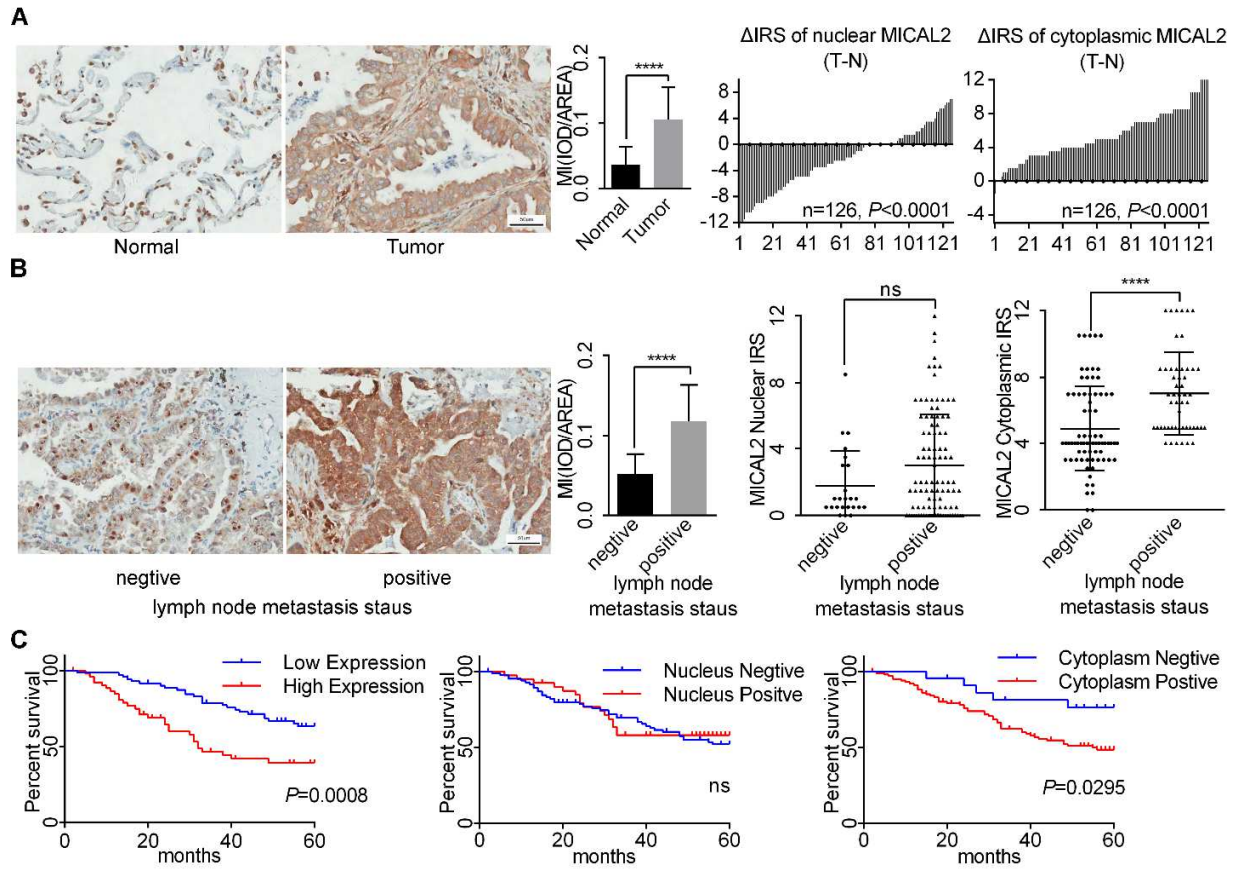 A
Normal
Tumor
50um
MI(IOD/AREA)
0.2
0.1
0.0
****
Normal
Tumor
ΔIRS of nuclear MICAL2
(T-N)
8
4
0
-4
-8
-12
n=126, P<0.0001
1 21 41 61 81 101 121
ΔIRS of cytoplasmic MICAL2
(T-N)
12
8
4
0
-4
n=126, P<0.0001
1 21 41 61 81 101 121
B
negtive
positive
lymph node metastasis staus
MI(IOD/AREA)
0.2
0.1
0.0
****
negtive
positive
lymph node
metastasis staus
MICAL2 Nuclear IRS
12
8
4
0
ns
negtive
positive
lymph node
metastasis staus
MICAL2 Cytoplasmic IRS
12
8
4
0
****
negtive
positive
lymph node
metastasis staus
C
Percent survival
100
50
0
Low Expression
High Expression
P=0.0008
0 20 40 60
months
Percent survival
100
50
0
Nucleus Negtive
Nucleus Positve
ns
0 20 40 60
months
Percent survival
100
50
0
Cytoplasm Negtive
Cytoplasm Postive
P=0.0295
0 20 40 60
months